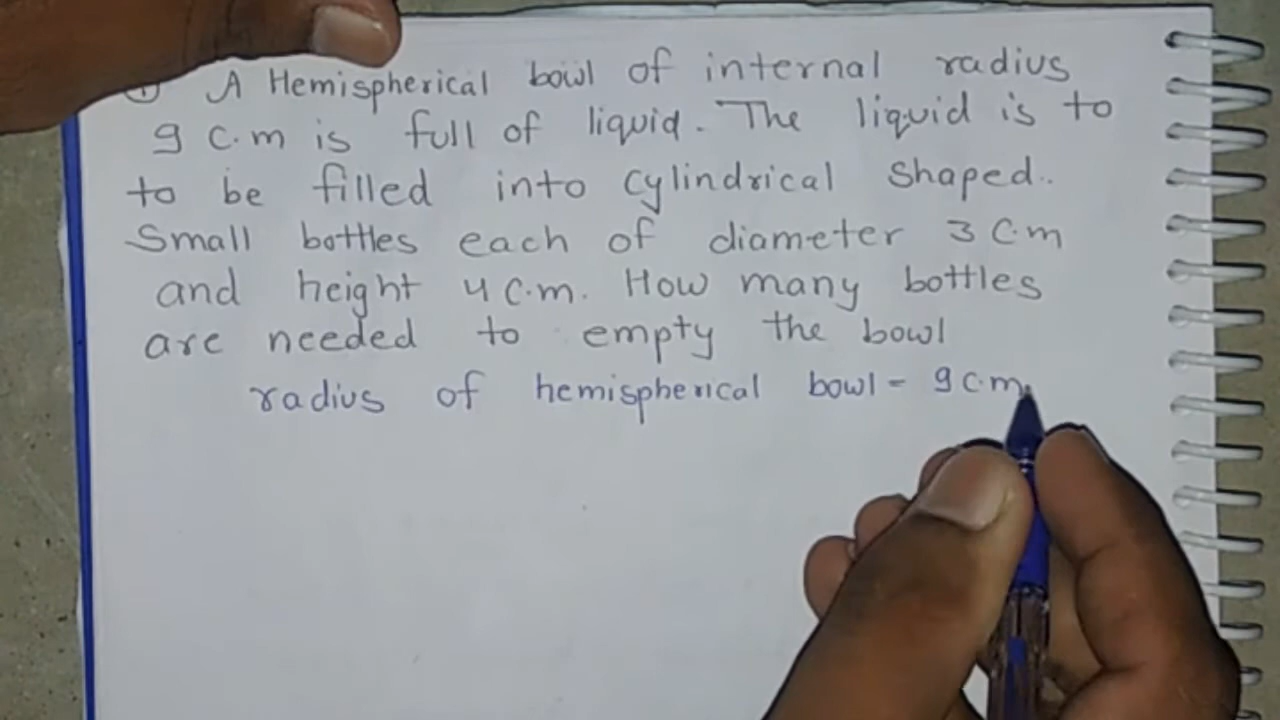 ① A Hemispherical bowl of internal radius
9 c.m is full of liquid. The liquid is to
to be filled into cylindrical shaped..
Small bottles each of diameter 3 c.m
and height 4 c.m. How many bottles
are needed to empty the bowl
radius of hemispherical bowl = 9 c.m